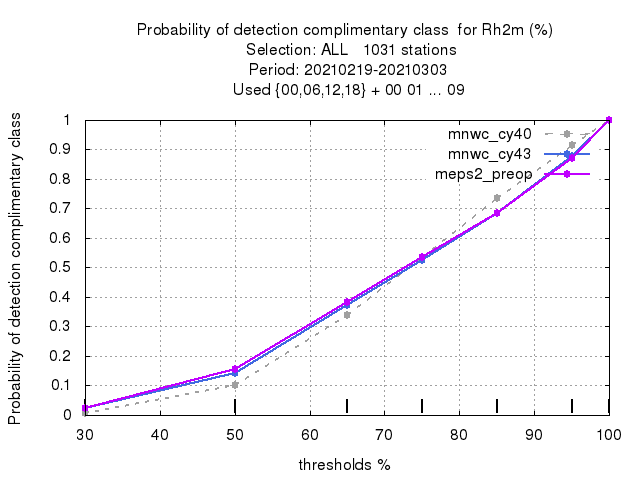 Probability of detection complimentary class  for Rh2m (%)
Selection: ALL   1031 stations
Period: 20210219-20210303
Used {00,06,12,18} + 00 01 ... 09
Probability of detection complimentary class
mnwc_cy40
mnwc_cy43
meps2_preop
1
0.9
0.8
0.7
0.6
0.5
0.4
0.3
0.2
0.1
0
30 40 50 60 70 80 90 100
thresholds %